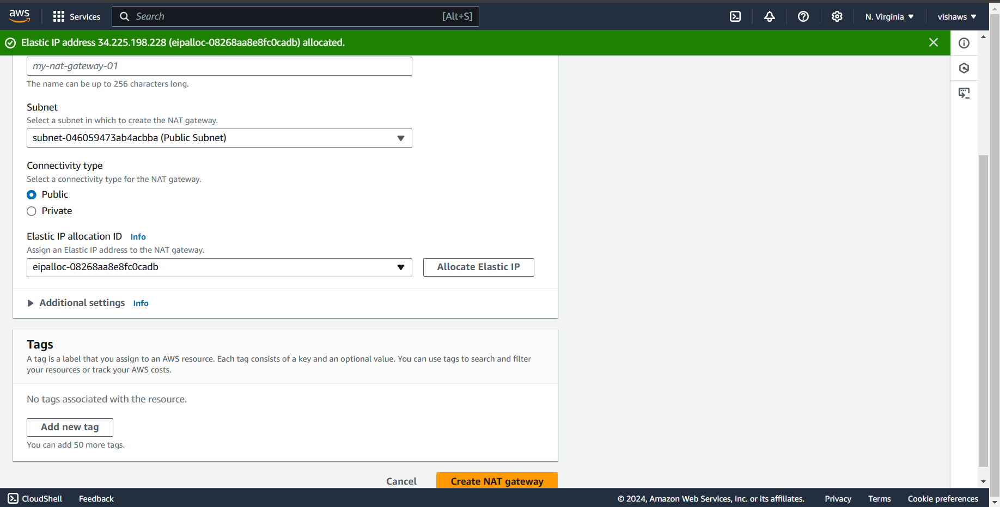 aws
Services
Search
[Alt+S]
N. Virginia
vishaws
Elastic IP address 34.225.198.228 (eipalloc-08268aa8e8fc0cadb) allocated.
my-nat-gateway-01
The name can be up to 256 characters long.
Subnet
Select a subnet in which to create the NAT gateway.
subnet-046059473ab4acbba (Public Subnet)
Connectivity type
Select a connectivity type for the NAT gateway.
Public
Private
Elastic IP allocation ID Info
Assign an Elastic IP address to the NAT gateway.
eipalloc-08268aa8e8fc0cadb
Allocate Elastic IP
Additional settings Info
Tags
A tag is a label that you assign to an AWS resource. Each tag consists of a key and an optional value. You can use tags to search and filter
your resources or track your AWS costs.
No tags associated with the resource.
Add new tag
You can add 50 more tags.
Cancel
Create NAT gateway
CloudShell
Feedback
© 2024, Amazon Web Services, Inc. or its affiliates.
Privacy
Terms
Cookie preferences